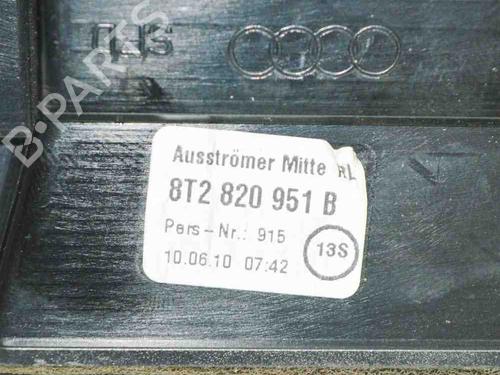 B-PARTS
Ausströmer Mitte RL
8T2 820 951 B
Pers-Nr.: 915
13S
10.06.10 07:42